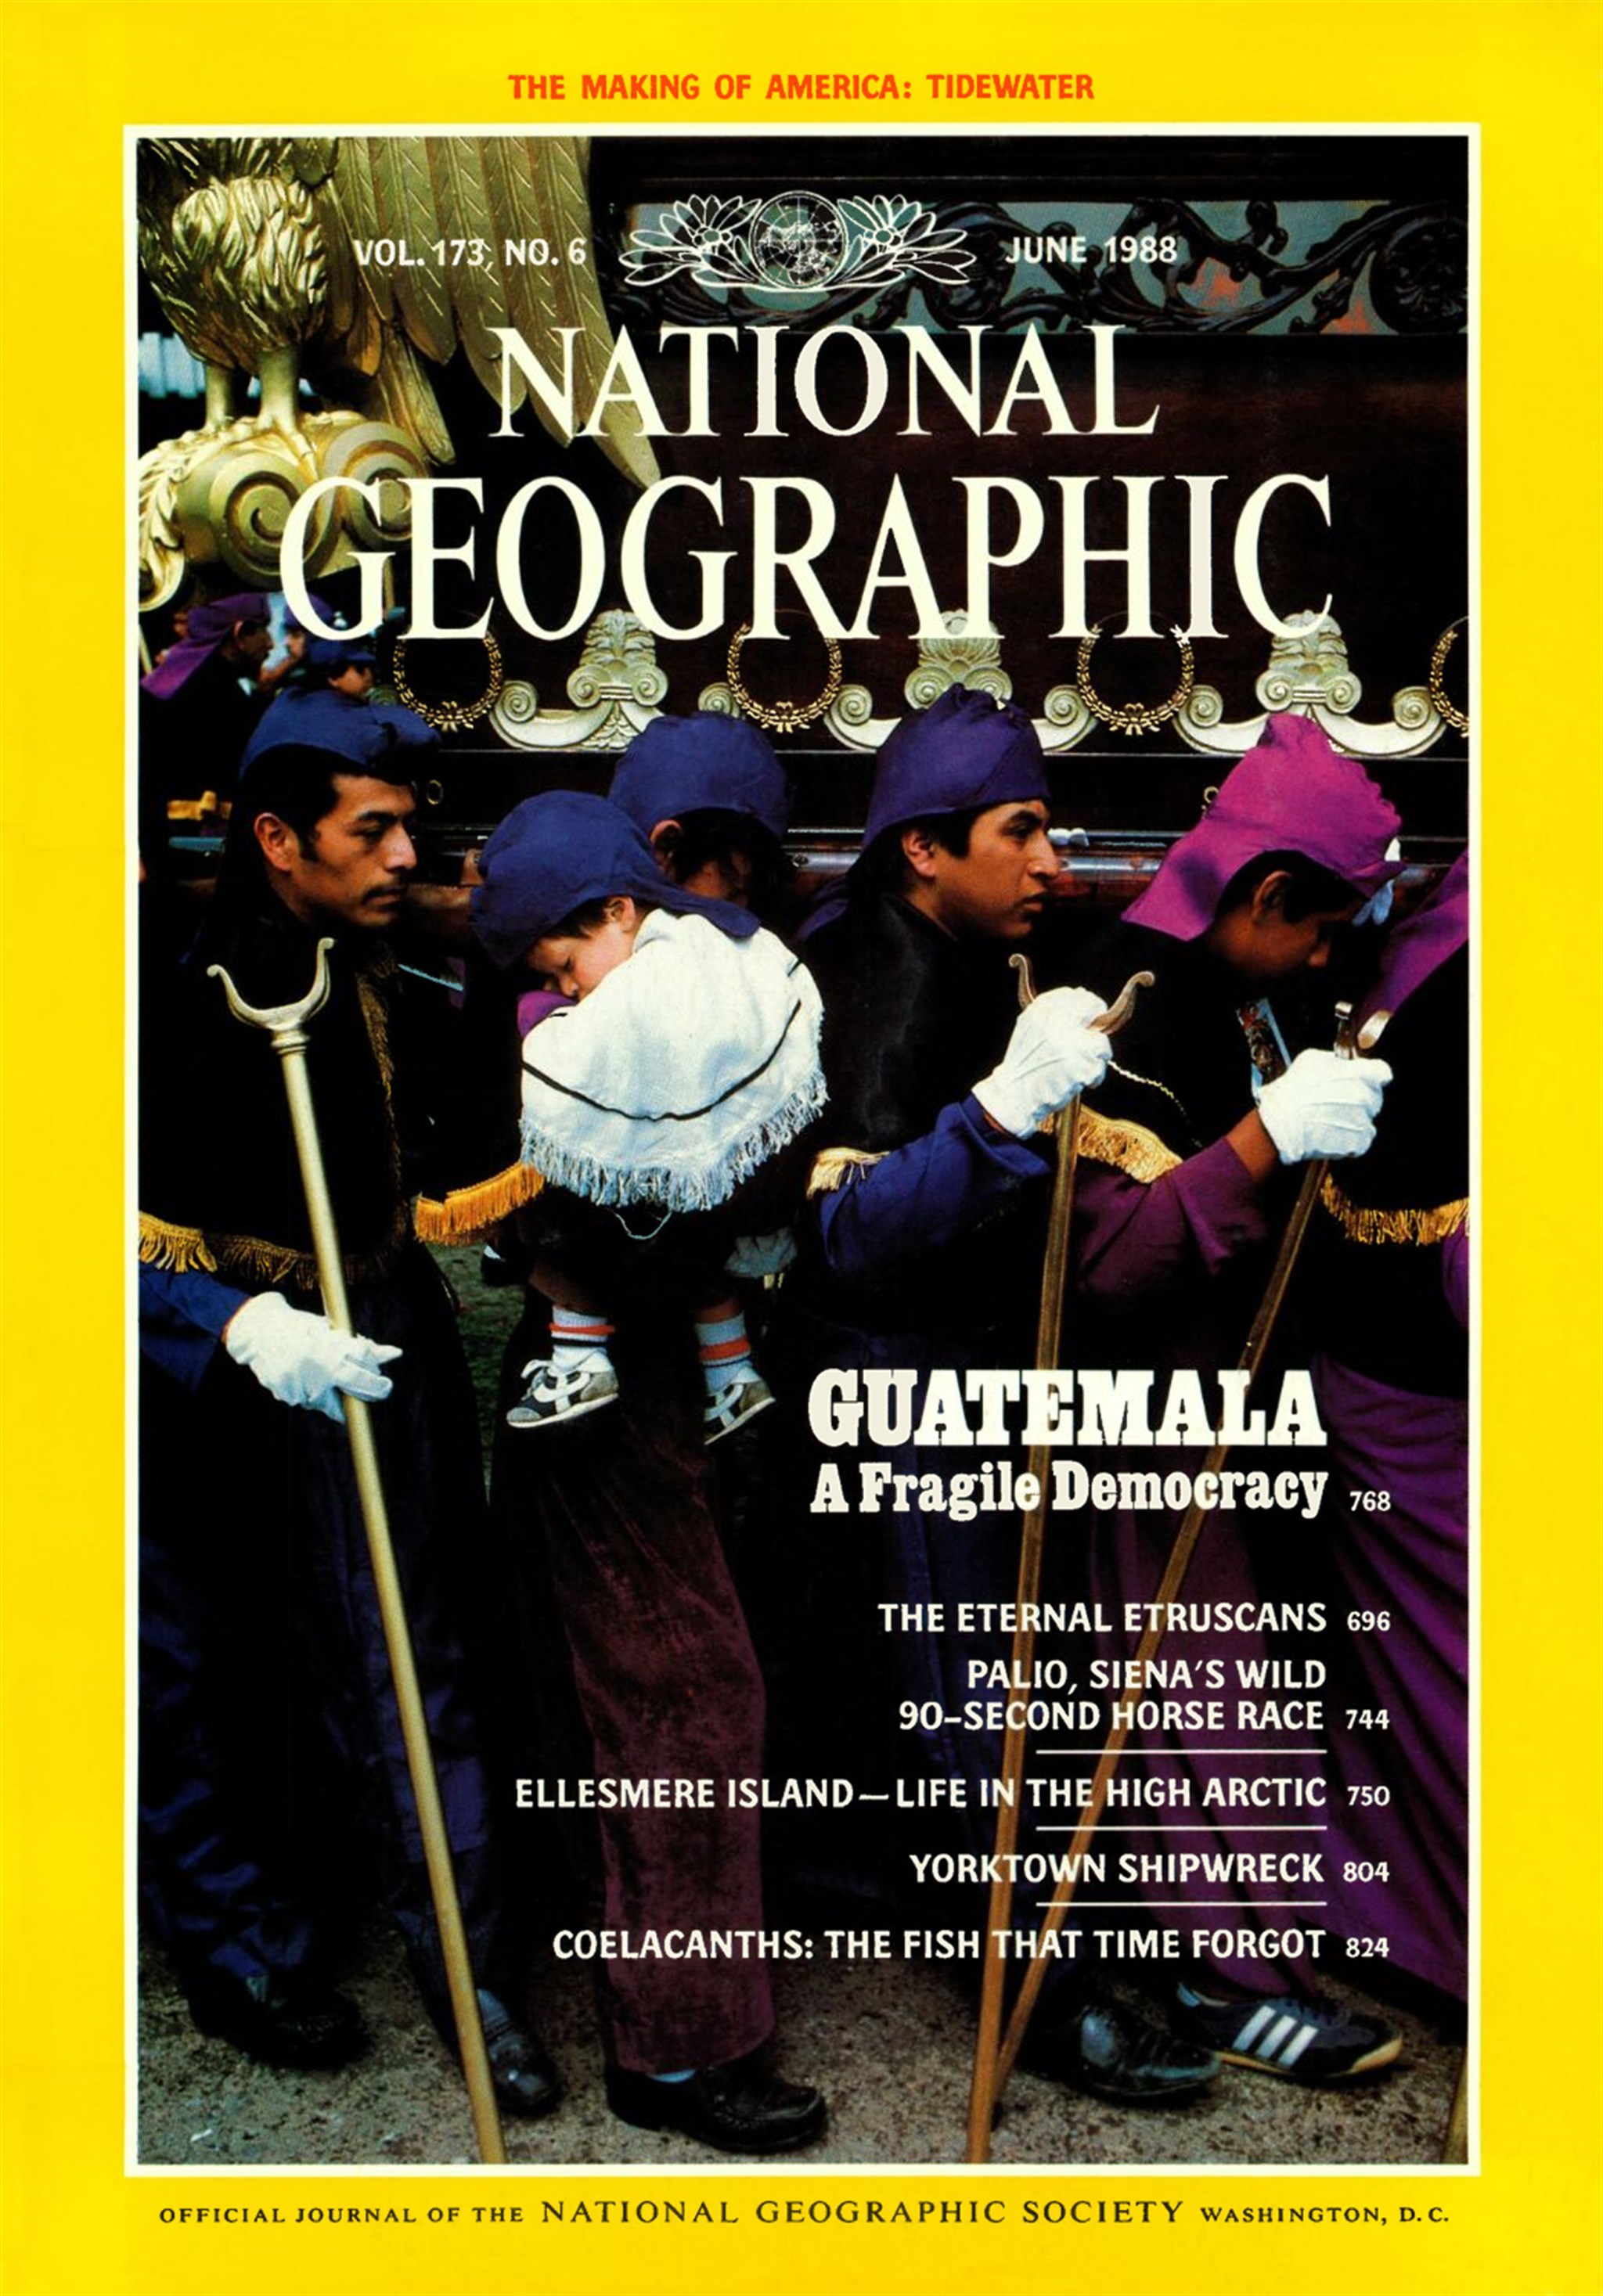 THE MAKING OF AMERICA: TIDEWATER
VOL. 173, NO. 6
JUNE 1988
NATIONAL
GEOGRAPHIC
GUATEMALA
A Fragile Democracy 768
THE ETERNAL ETRUSCANS 696
PALIO, SIENA'S WILD
90-SECOND HORSE RACE 744
ELLESMERE ISLAND—LIFE IN THE HIGH ARCTIC 750
YORKTOWN SHIPWRECK 804
COELACANTHS: THE FISH THAT TIME FORGOT 824
OFFICIAL JOURNAL OF THE NATIONAL GEOGRAPHIC SOCIETY WASHINGTON, D.C.